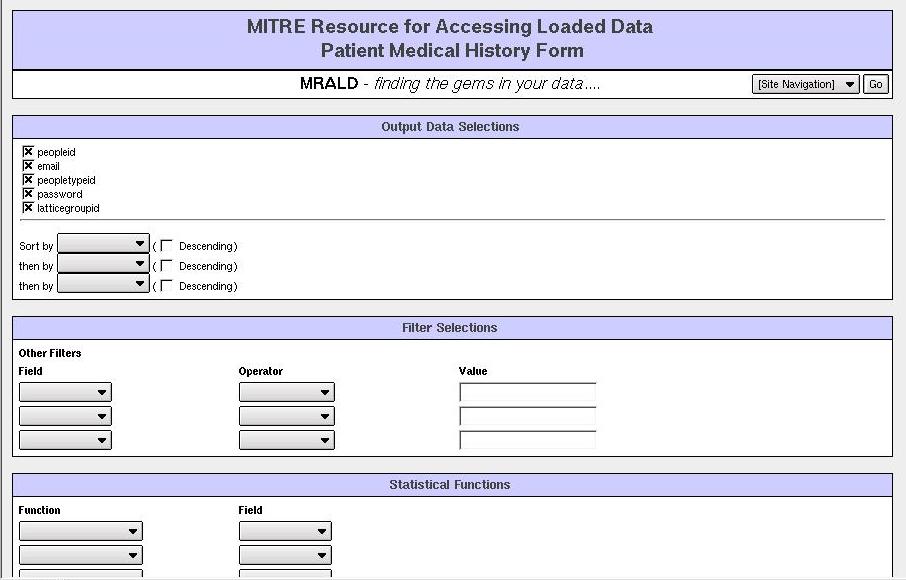 MITRE Resource for Accessing Loaded Data
Patient Medical History Form
MRALD - finding the gems in your data.... [Site Navigation] Go
Output Data Selections
peopleid
email
peopletypeid
password
latticegroupid
Sort by ( Descending)
then by ( Descending)
then by ( Descending)
Filter Selections
Other Filters
Field Operator Value
Statistical Functions
Function Field